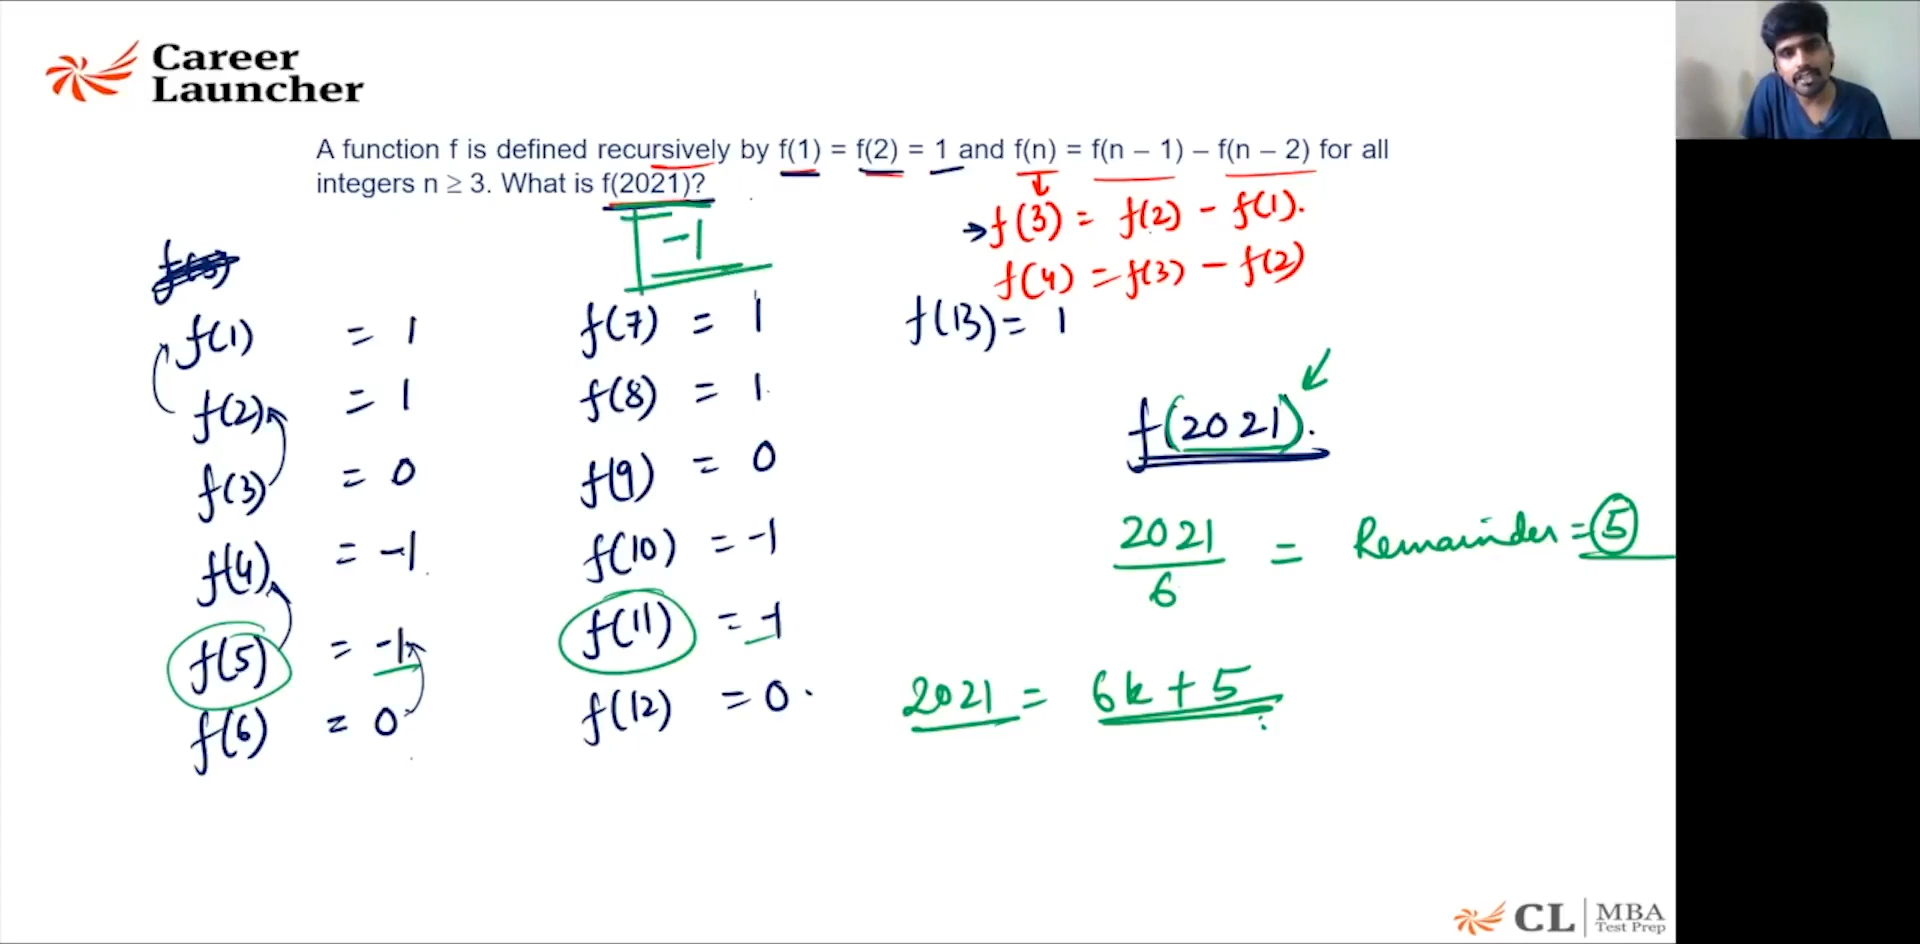 Career
Launcher
A function f is defined recursively by f(1) = f(2) = 1 and f(n) = f(n – 1) – f(n – 2) for all
integers n ≥ 3. What is f(2021)?
-1
f(3) = f(2) - f(1).
f(4) = f(3) - f(2)
f(1) = 1
f(2) = 1
f(3) = 0
f(4) = -1
f(5) = -1
f(6) = 0
f(7) = 1
f(8) = 1
f(9) = 0
f(10) = -1
f(11) = -1
f(12) = 0
f(13) = 1
f(2021).
2021/6 = Remainder = 5
2021 = 6k + 5
CL MBA
Test Prep